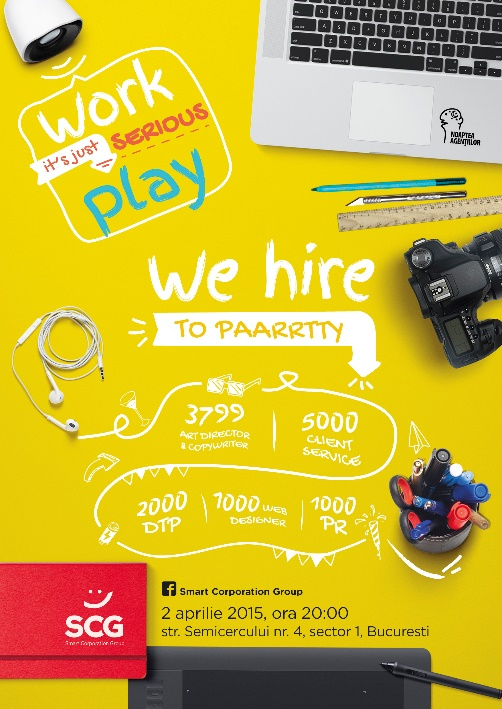 work
it's just SERIOUS
play
NOAPTEA
AGENȚIILOR
We hire
TO PAARRTTY
3799
ART DIRECTOR
& COPYWRITER
5000
CLIENT
SERVICE
2000
DTP
1000 WEB
DESIGNER
1000
PR
Smart Corporation Group
2 aprilie 2015, ora 20:00
str. Semicercului nr. 4, sector 1, Bucuresti
SCG
Smart Corporation Group